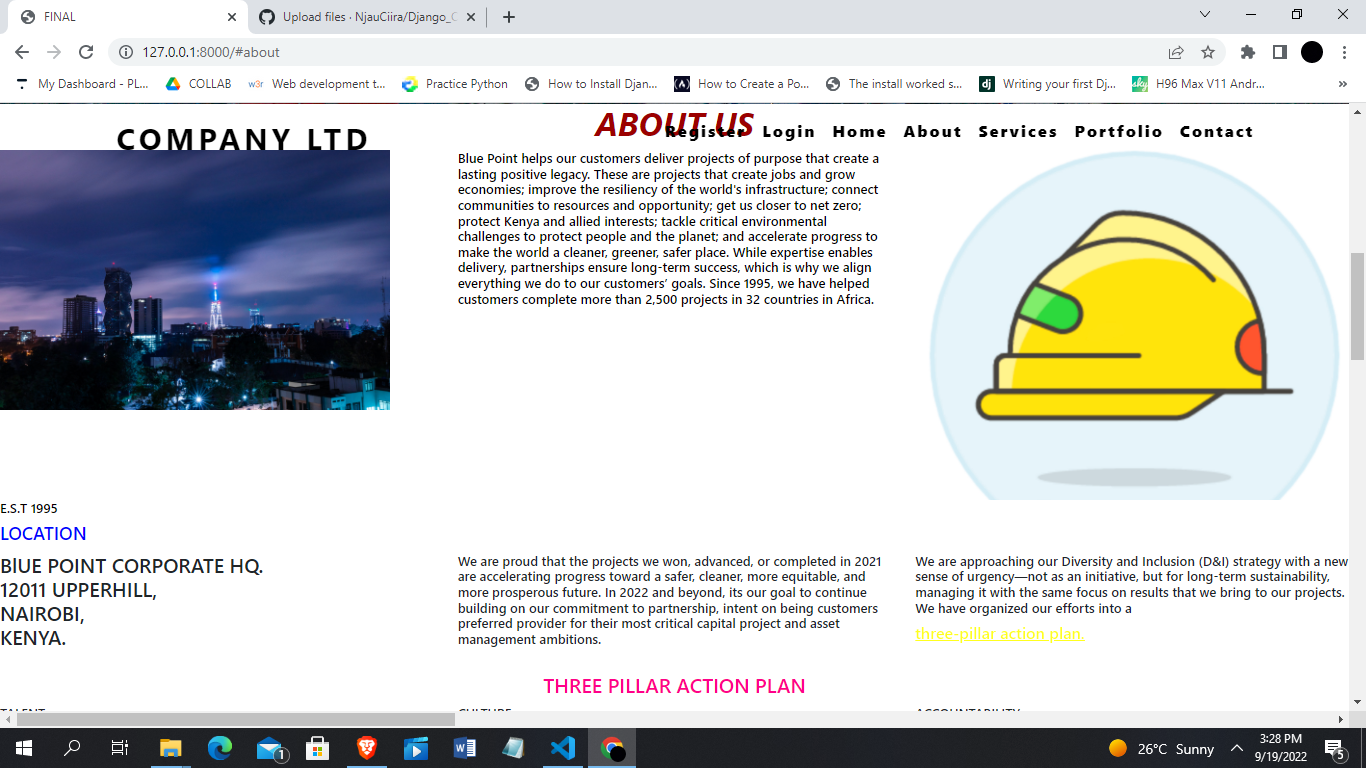 FINAL
Upload files · NjauCiira/Django_C
127.0.0.1:8000/#about
My Dashboard - PL...
COLLAB
w3r
Web development t...
Practice Python
How to Install Djan...
How to Create a Po...
The install worked s...
dj
Writing your first Dj...
sky
H96 Max V11 Andr...
»
COMPANY LTD
ABOUT US
Register Login Home About Services Portfolio Contact
Blue Point helps our customers deliver projects of purpose that create a
lasting positive legacy. These are projects that create jobs and grow
economies; improve the resiliency of the world's infrastructure; connect
communities to resources and opportunity; get us closer to net zero;
protect Kenya and allied interests; tackle critical environmental
challenges to protect people and the planet; and accelerate progress to
make the world a cleaner, greener, safer place. While expertise enables
delivery, partnerships ensure long-term success, which is why we align
everything we do to our customers’ goals. Since 1995, we have helped
customers complete more than 2,500 projects in 32 countries in Africa.
E.S.T 1995
LOCATION
BlUE POINT CORPORATE HQ.
12011 UPPERHILL,
NAIROBI,
KENYA.
We are proud that the projects we won, advanced, or completed in 2021
are accelerating progress toward a safer, cleaner, more equitable, and
more prosperous future. In 2022 and beyond, its our goal to continue
building on our commitment to partnership, intent on being customers
preferred provider for their most critical capital project and asset
management ambitions.
We are approaching our Diversity and Inclusion (D&I) strategy with a new
sense of urgency—not as an initiative, but for long-term sustainability,
managing it with the same focus on results that we bring to our projects.
We have organized our efforts into a
three-pillar action plan.
THREE PILLAR ACTION PLAN
TALENT
CULTURE
ACCOUNTABILITY
1
26°C Sunny
3:28 PM
9/19/2022
5